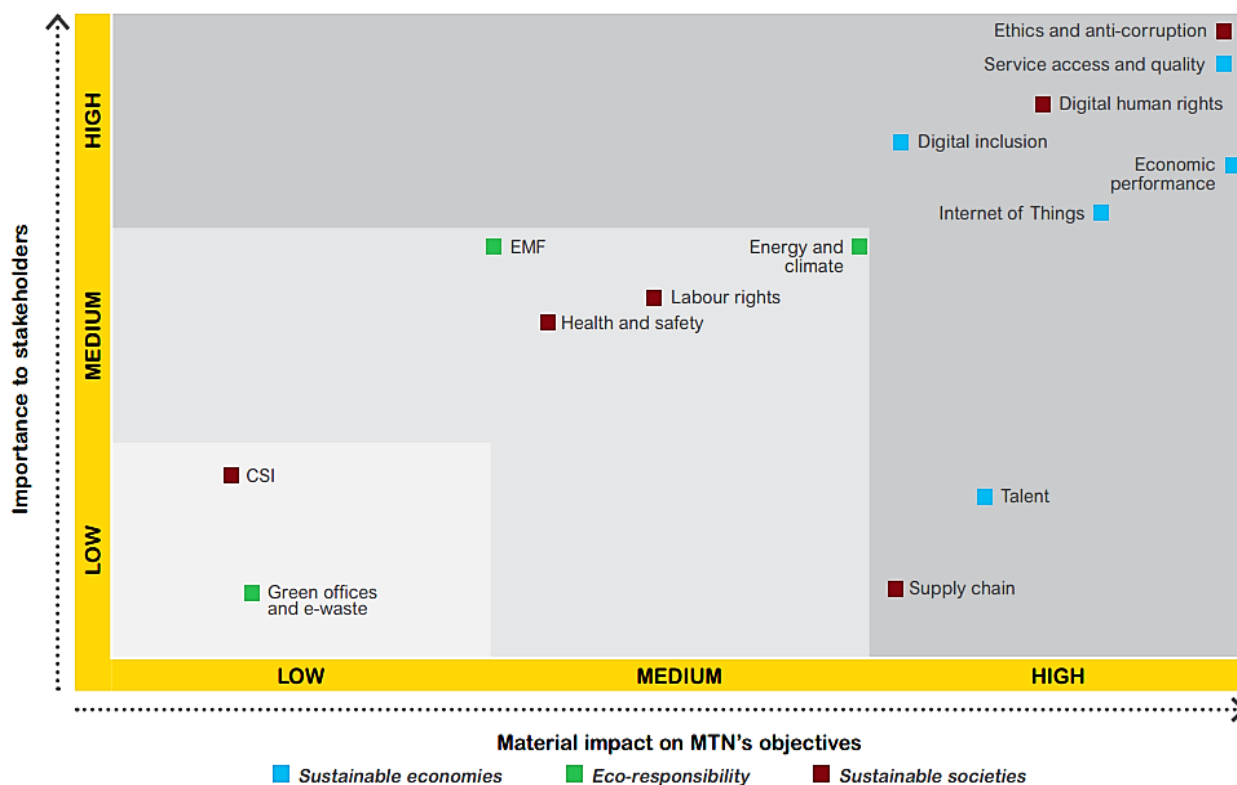 Importance to stakeholders
HIGH
MEDIUM
LOW
Ethics and anti-corruption
Service access and quality
Digital human rights
Digital inclusion
Economic
performance
Internet of Things
EMF
Energy and
climate
Labour rights
Health and safety
CSI
Talent
Green offices
and e-waste
Supply chain
LOW
MEDIUM
HIGH
Material impact on MTN's objectives
Sustainable economies
Eco-responsibility
Sustainable societies